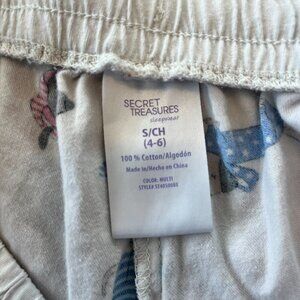 SECRET
TREASURES
sleepwear
S/CH
(4-6)
100 % Cotton/Algodón
Made in/Hecho en China
COLOR: MULTI